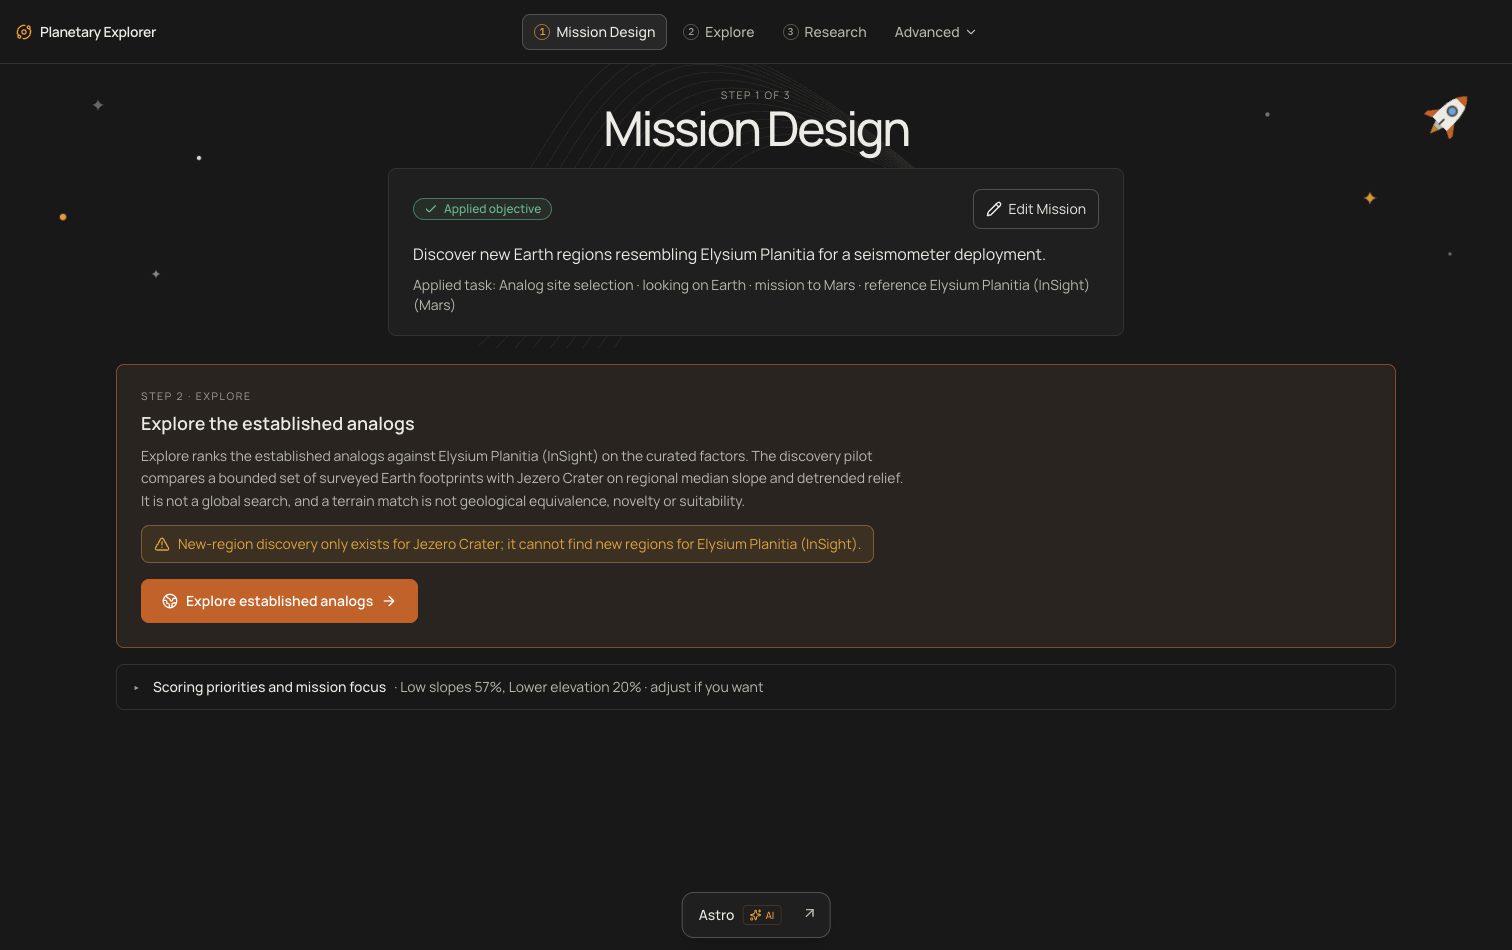 Planetary Explorer
1 Mission Design
2 Explore
3 Research
Advanced
STEP 1 OF 3
Mission Design
Applied objective
Edit Mission
Discover new Earth regions resembling Elysium Planitia for a seismometer deployment.
Applied task: Analog site selection · looking on Earth · mission to Mars · reference Elysium Planitia (InSight)
(Mars)
STEP 2 · EXPLORE
Explore the established analogs
Explore ranks the established analogs against Elysium Planitia (InSight) on the curated factors. The discovery pilot
compares a bounded set of surveyed Earth footprints with Jezero Crater on regional median slope and detrended relief.
It is not a global search, and a terrain match is not geological equivalence, novelty or suitability.
New-region discovery only exists for Jezero Crater; it cannot find new regions for Elysium Planitia (InSight).
Explore established analogs
Scoring priorities and mission focus · Low slopes 57%, Lower elevation 20% · adjust if you want
Astro AI